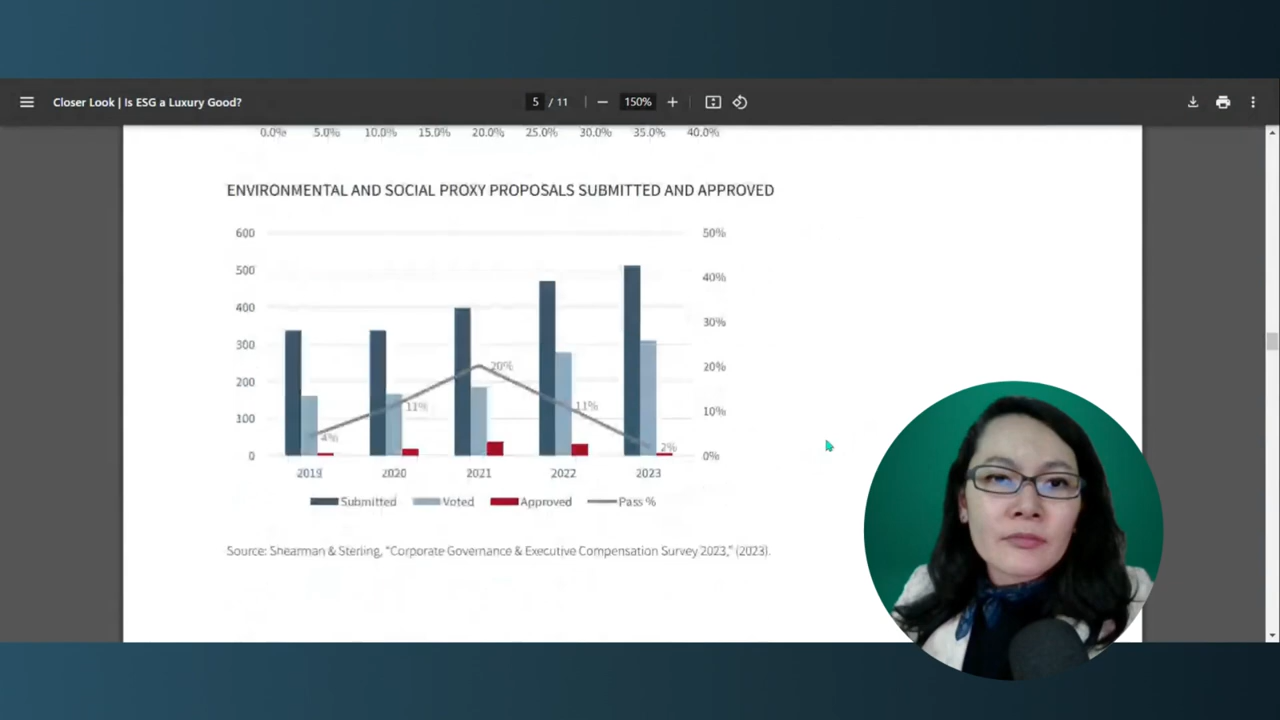 Closer Look | Is ESG a Luxury Good?
5 / 11
150%
0.0% 5.0% 10.0% 15.0% 20.0% 25.0% 30.0% 35.0% 40.0%
ENVIRONMENTAL AND SOCIAL PROXY PROPOSALS SUBMITTED AND APPROVED
600 50%
500 40%
400 30%
300 20%
200 10%
100 0%
0
20%
11% 11%
4% 2%
2019 2020 2021 2022 2023
Submitted Voted Approved Pass %
Source: Shearman & Sterling, “Corporate Governance & Executive Compensation Survey 2023,” (2023).